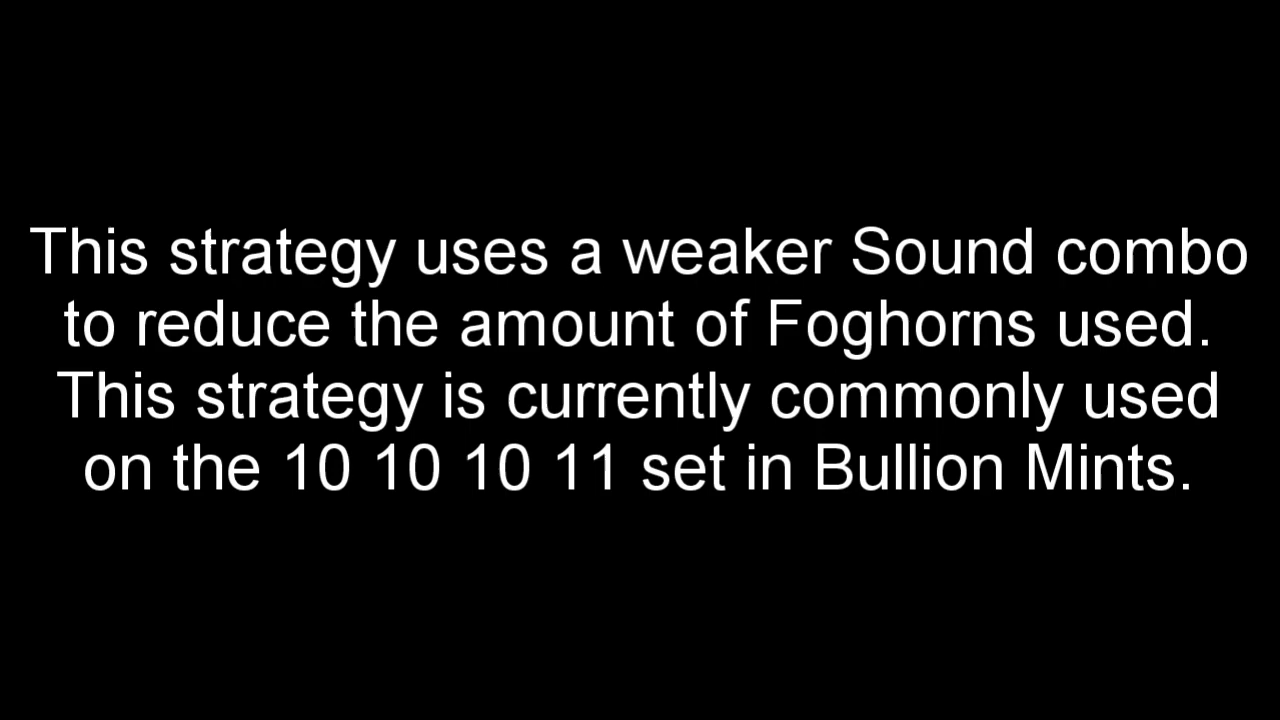 This strategy uses a weaker Sound combo
to reduce the amount of Foghorns used.
This strategy is currently commonly used
on the 10 10 10 11 set in Bullion Mints.